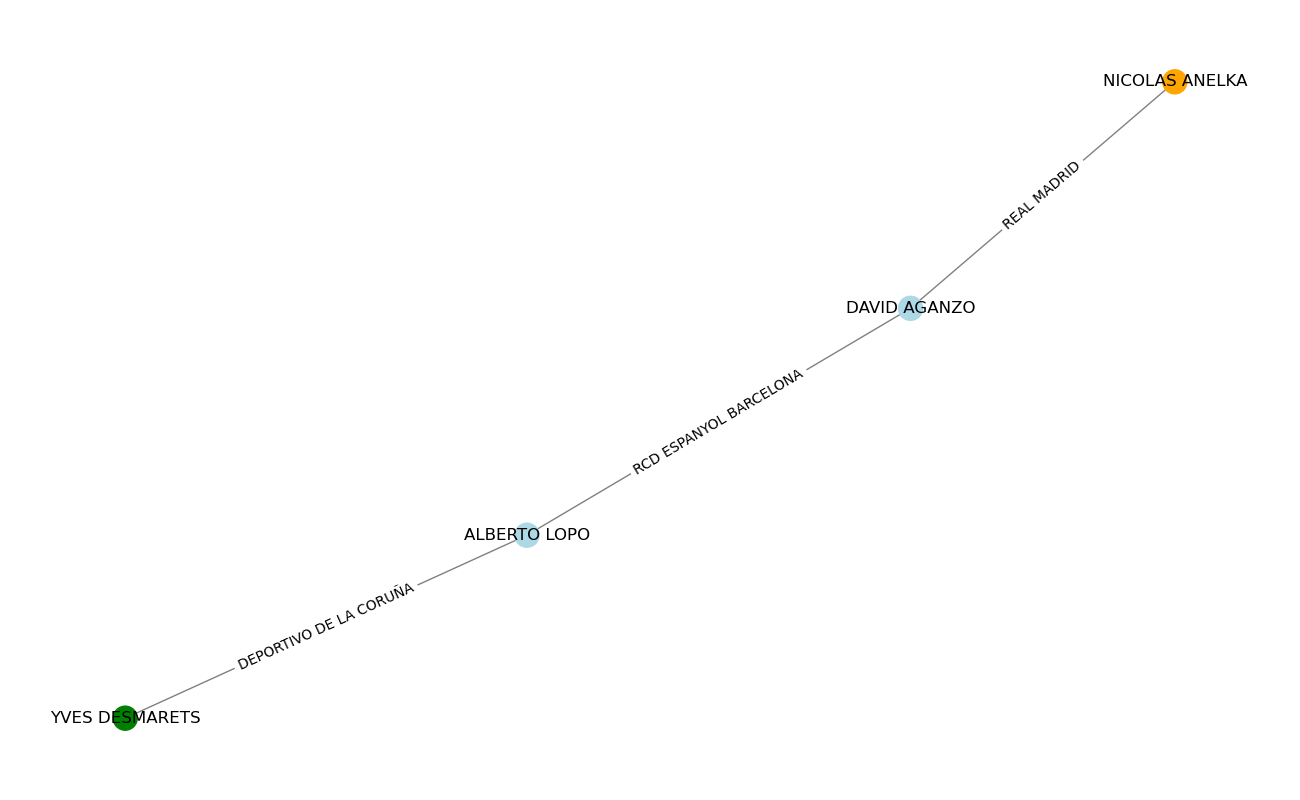 NICOLAS ANELKA
REAL MADRID
DAVID AGANZO
RCD ESPANYOL BARCELONA
ALBERTO LOPO
DEPORTIVO DE LA CORUÑA
YVES DESMARETS